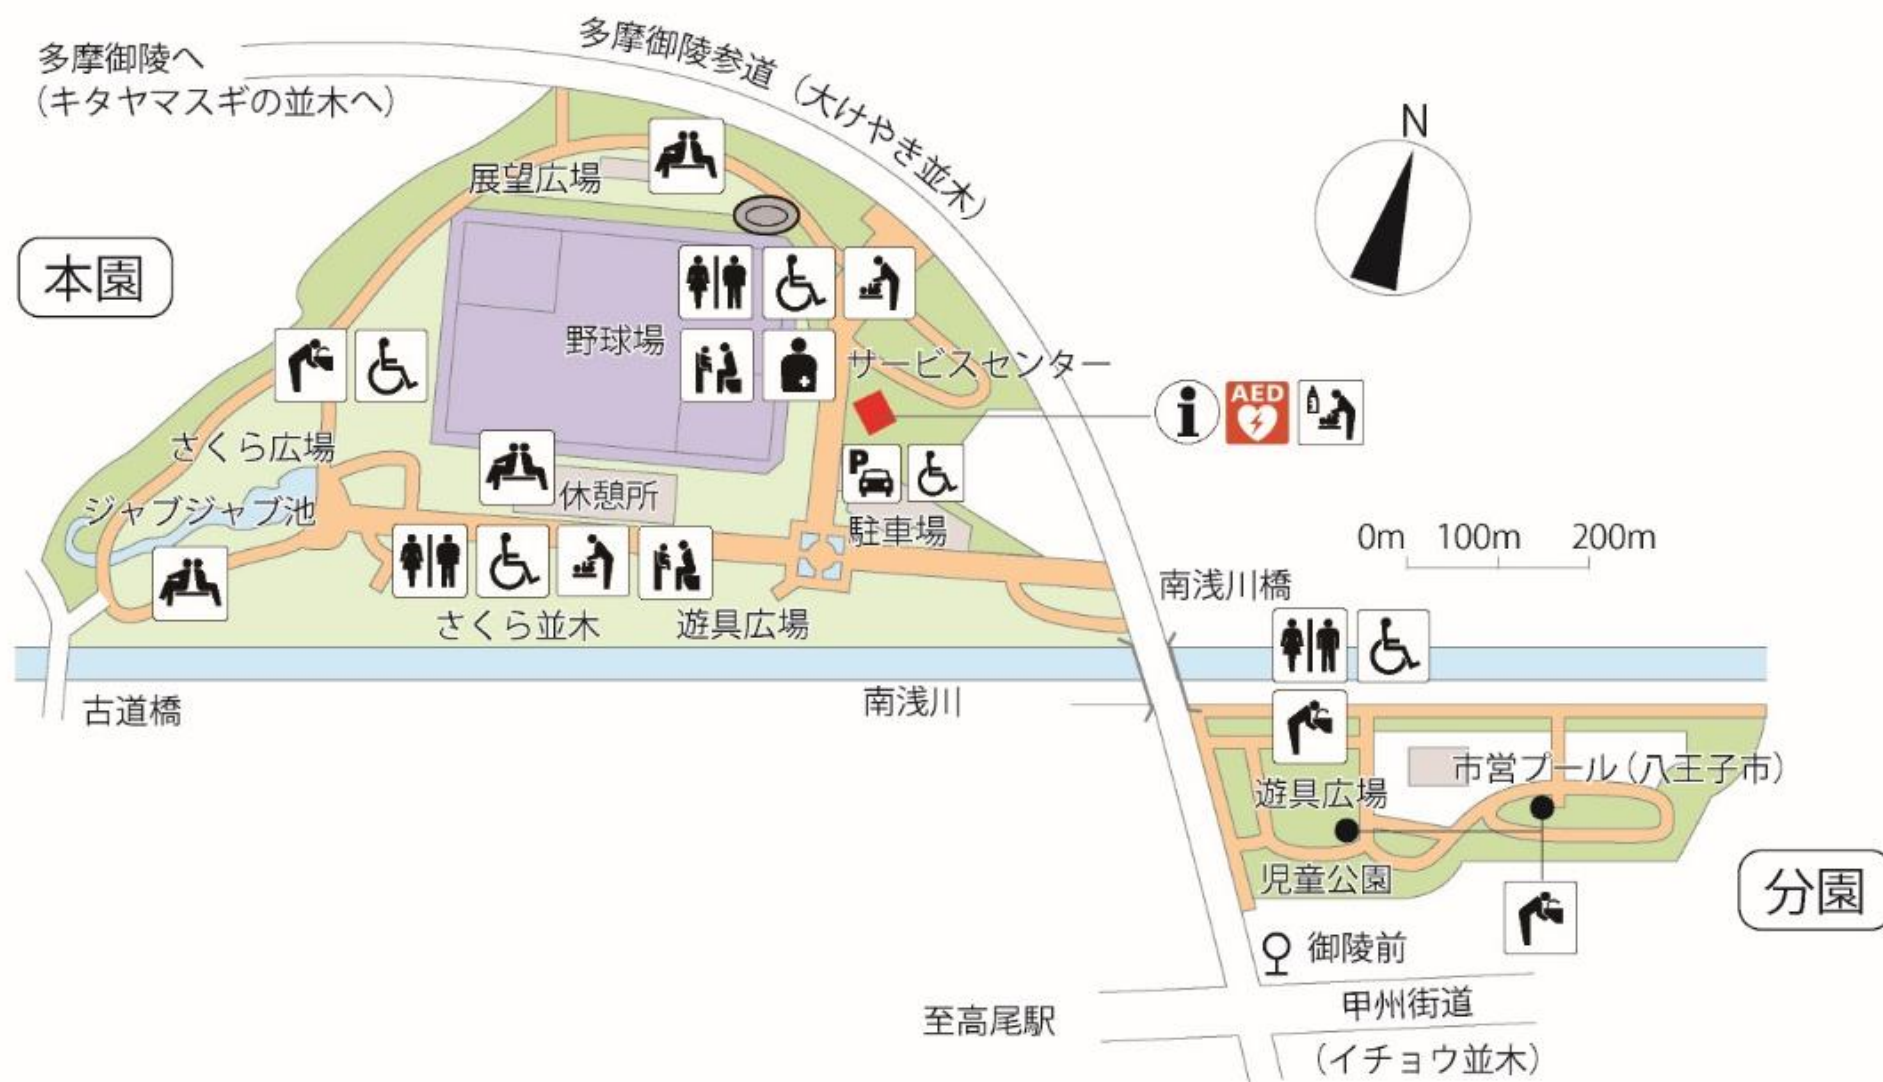 多摩御陵へ
（キタヤマスギの並木へ）
多摩御陵参道（大けやき並木）
N
展望広場
本園
野球場
サービスセンター
i
AED
さくら広場
P
ジャブジャブ池
休憩所
駐車場
0m 100m 200m
南浅川橋
さくら並木
遊具広場
古道橋
南浅川
市営プール（八王子市）
遊具広場
児童公園
分園
御陵前
甲州街道
至高尾駅
（イチョウ並木）